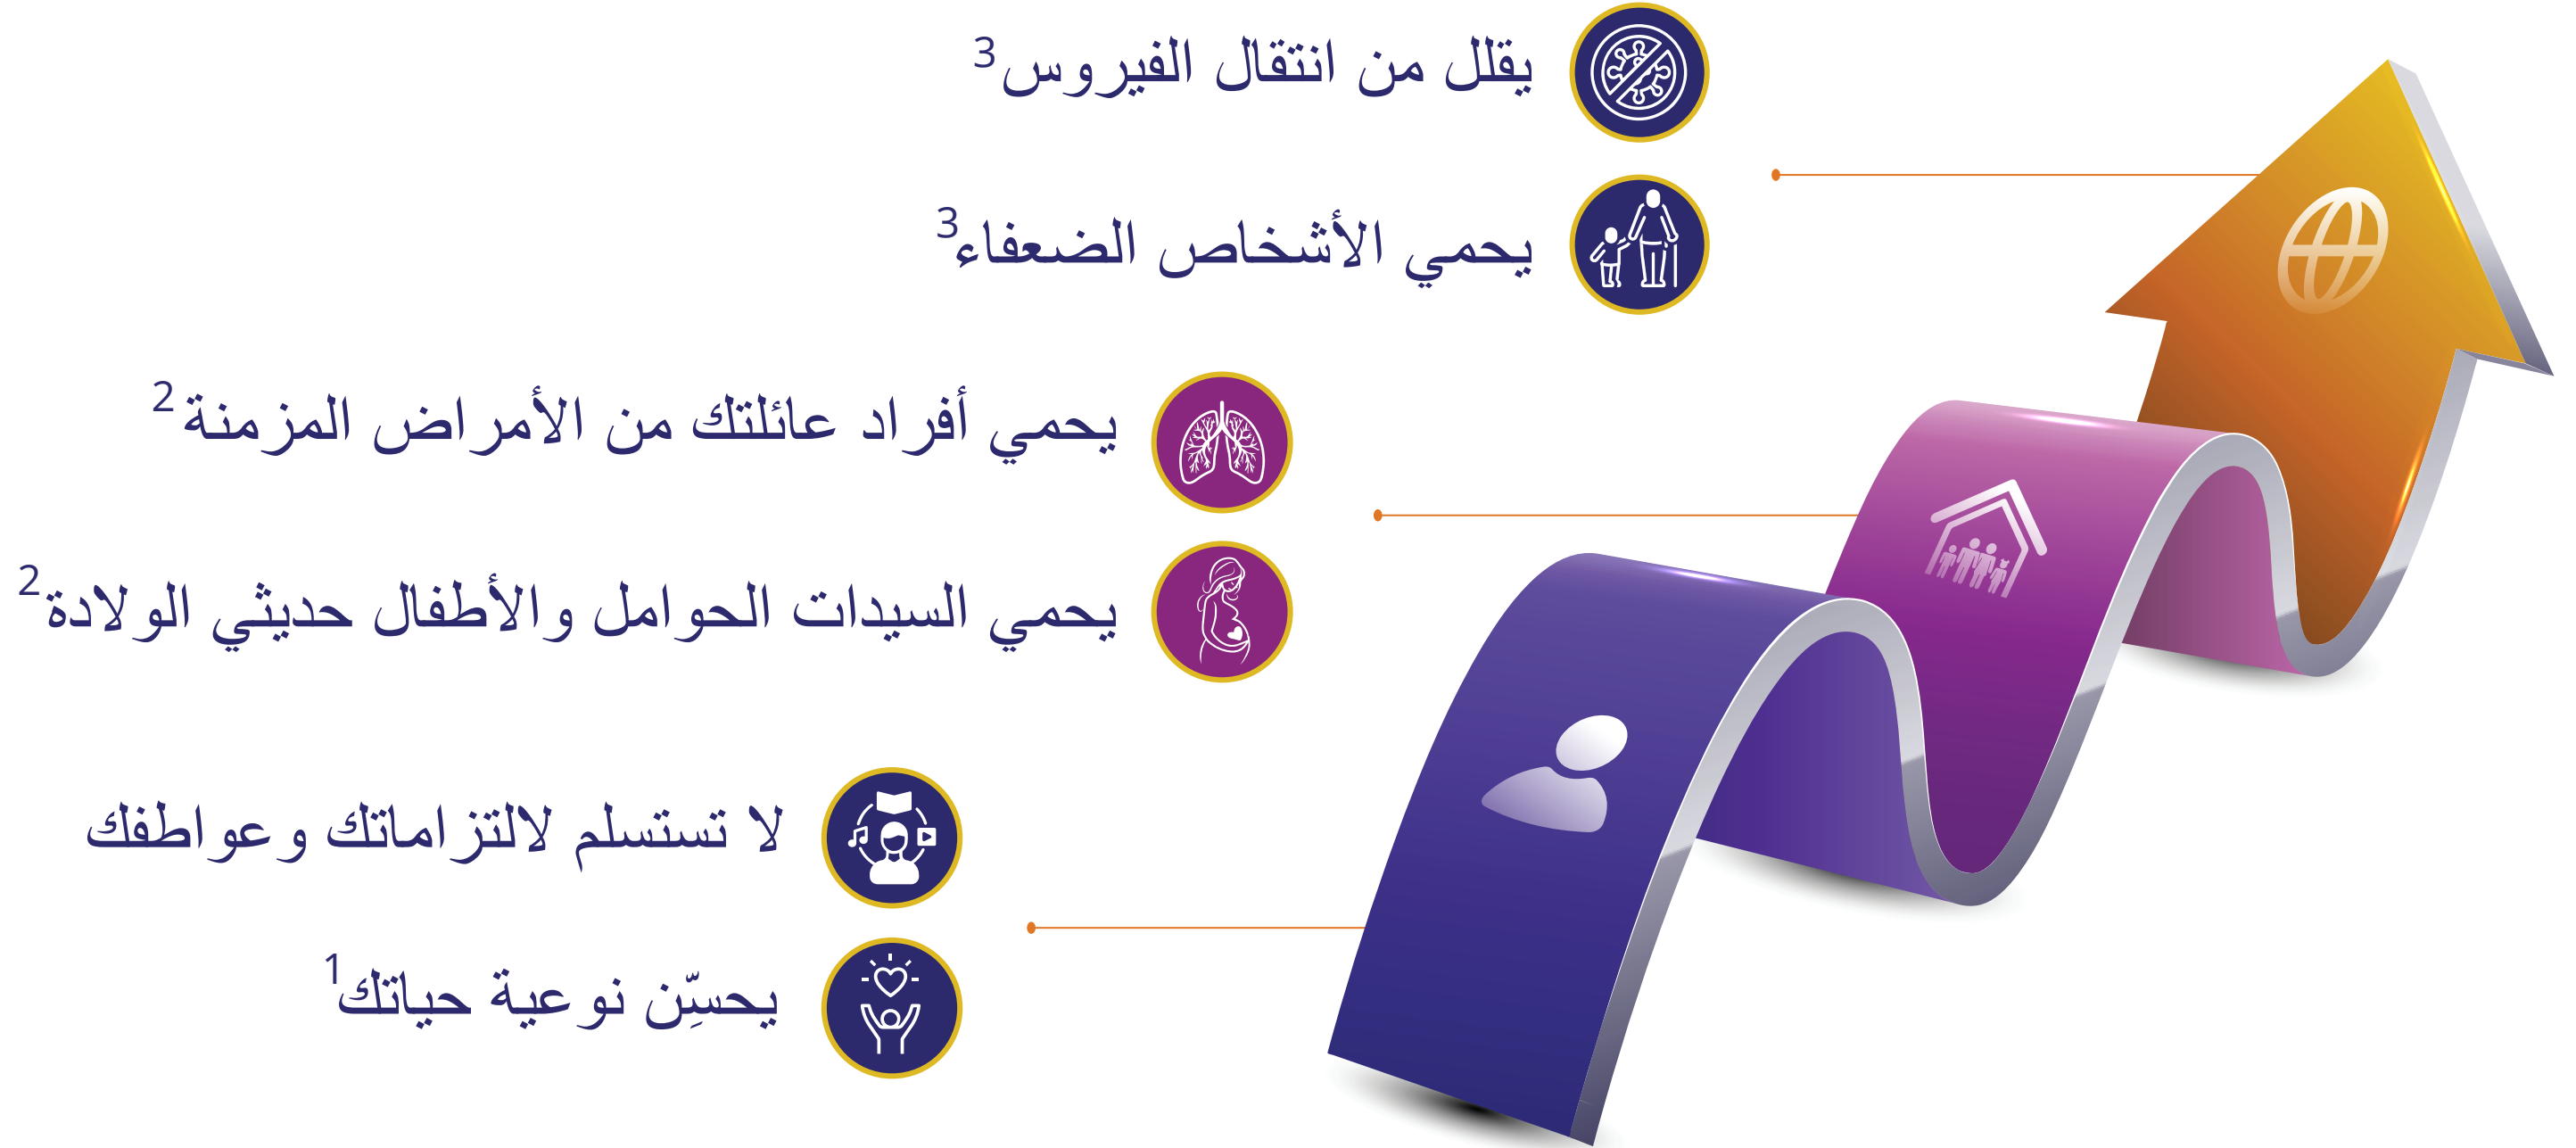 يقلل من انتقال الفيروس3
يحمي الأشخاص الضعفاء3
يحمي أفراد عائلتك من الأمراض المزمنة2
يحمي السيدات الحوامل والأطفال حديثي الولادة2
لا تستسلم لالتزاماتك وعواطفك
يحسِّن نوعية حياتك1